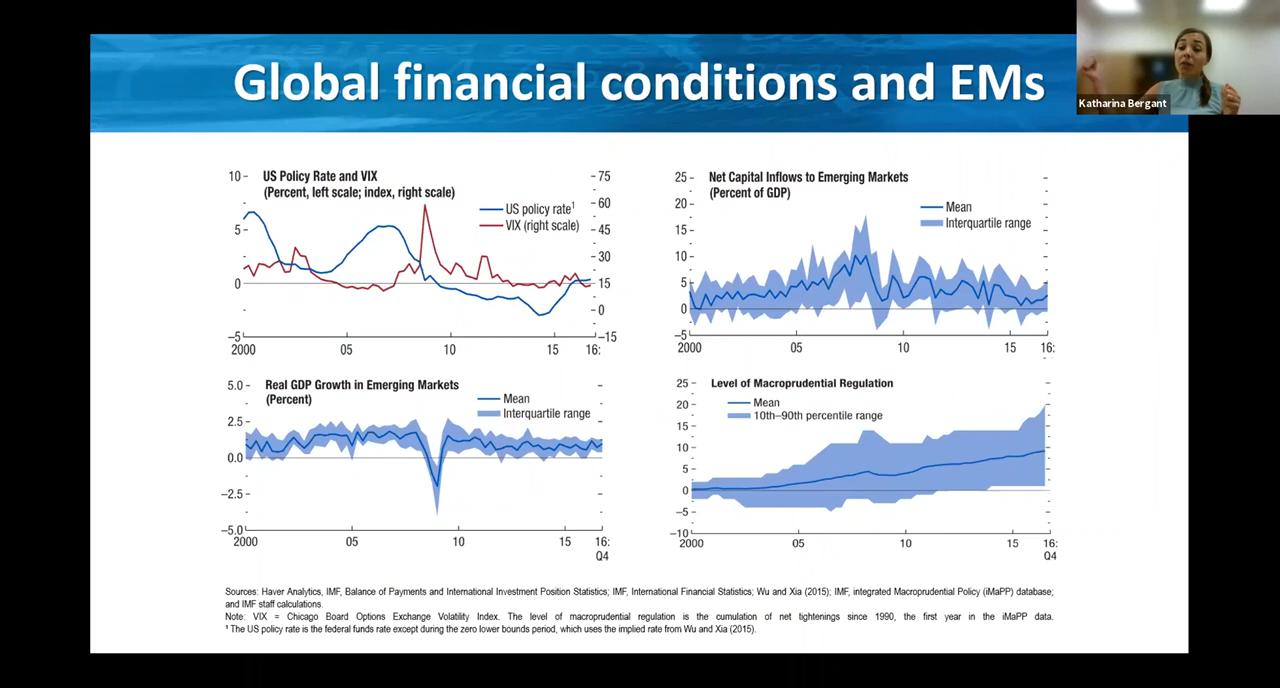 Global financial conditions and EMs
Katharina Bergant
US Policy Rate and VIX
(Percent, left scale; index, right scale)
US policy rate1
VIX (right scale)
10
5
0
–5
75
60
45
30
15
0
–15
2000 05 10 15 16:
Net Capital Inflows to Emerging Markets
(Percent of GDP)
Mean
Interquartile range
25
20
15
10
5
0
–5
2000 05 10 15 16:
Real GDP Growth in Emerging Markets
(Percent)
Mean
Interquartile range
5.0
2.5
0.0
–2.5
–5.0
2000 05 10 15 16:
Q4
Level of Macroprudential Regulation
Mean
10th–90th percentile range
25
20
15
10
5
0
–5
–10
2000 05 10 15 16:
Q4
Sources: Haver Analytics, IMF, Balance of Payments and International Investment Position Statistics; IMF, International Financial Statistics; Wu and Xia (2015); IMF, integrated Macroprudential Policy (iMaPP) database;
and IMF staff calculations.
Note: VIX = Chicago Board Options Exchange Volatility Index. The level of macroprudential regulation is the cumulation of net tightenings since 1990, the first year in the iMaPP data.
1 The US policy rate is the federal funds rate except during the zero lower bounds period, which uses the implied rate from Wu and Xia (2015).